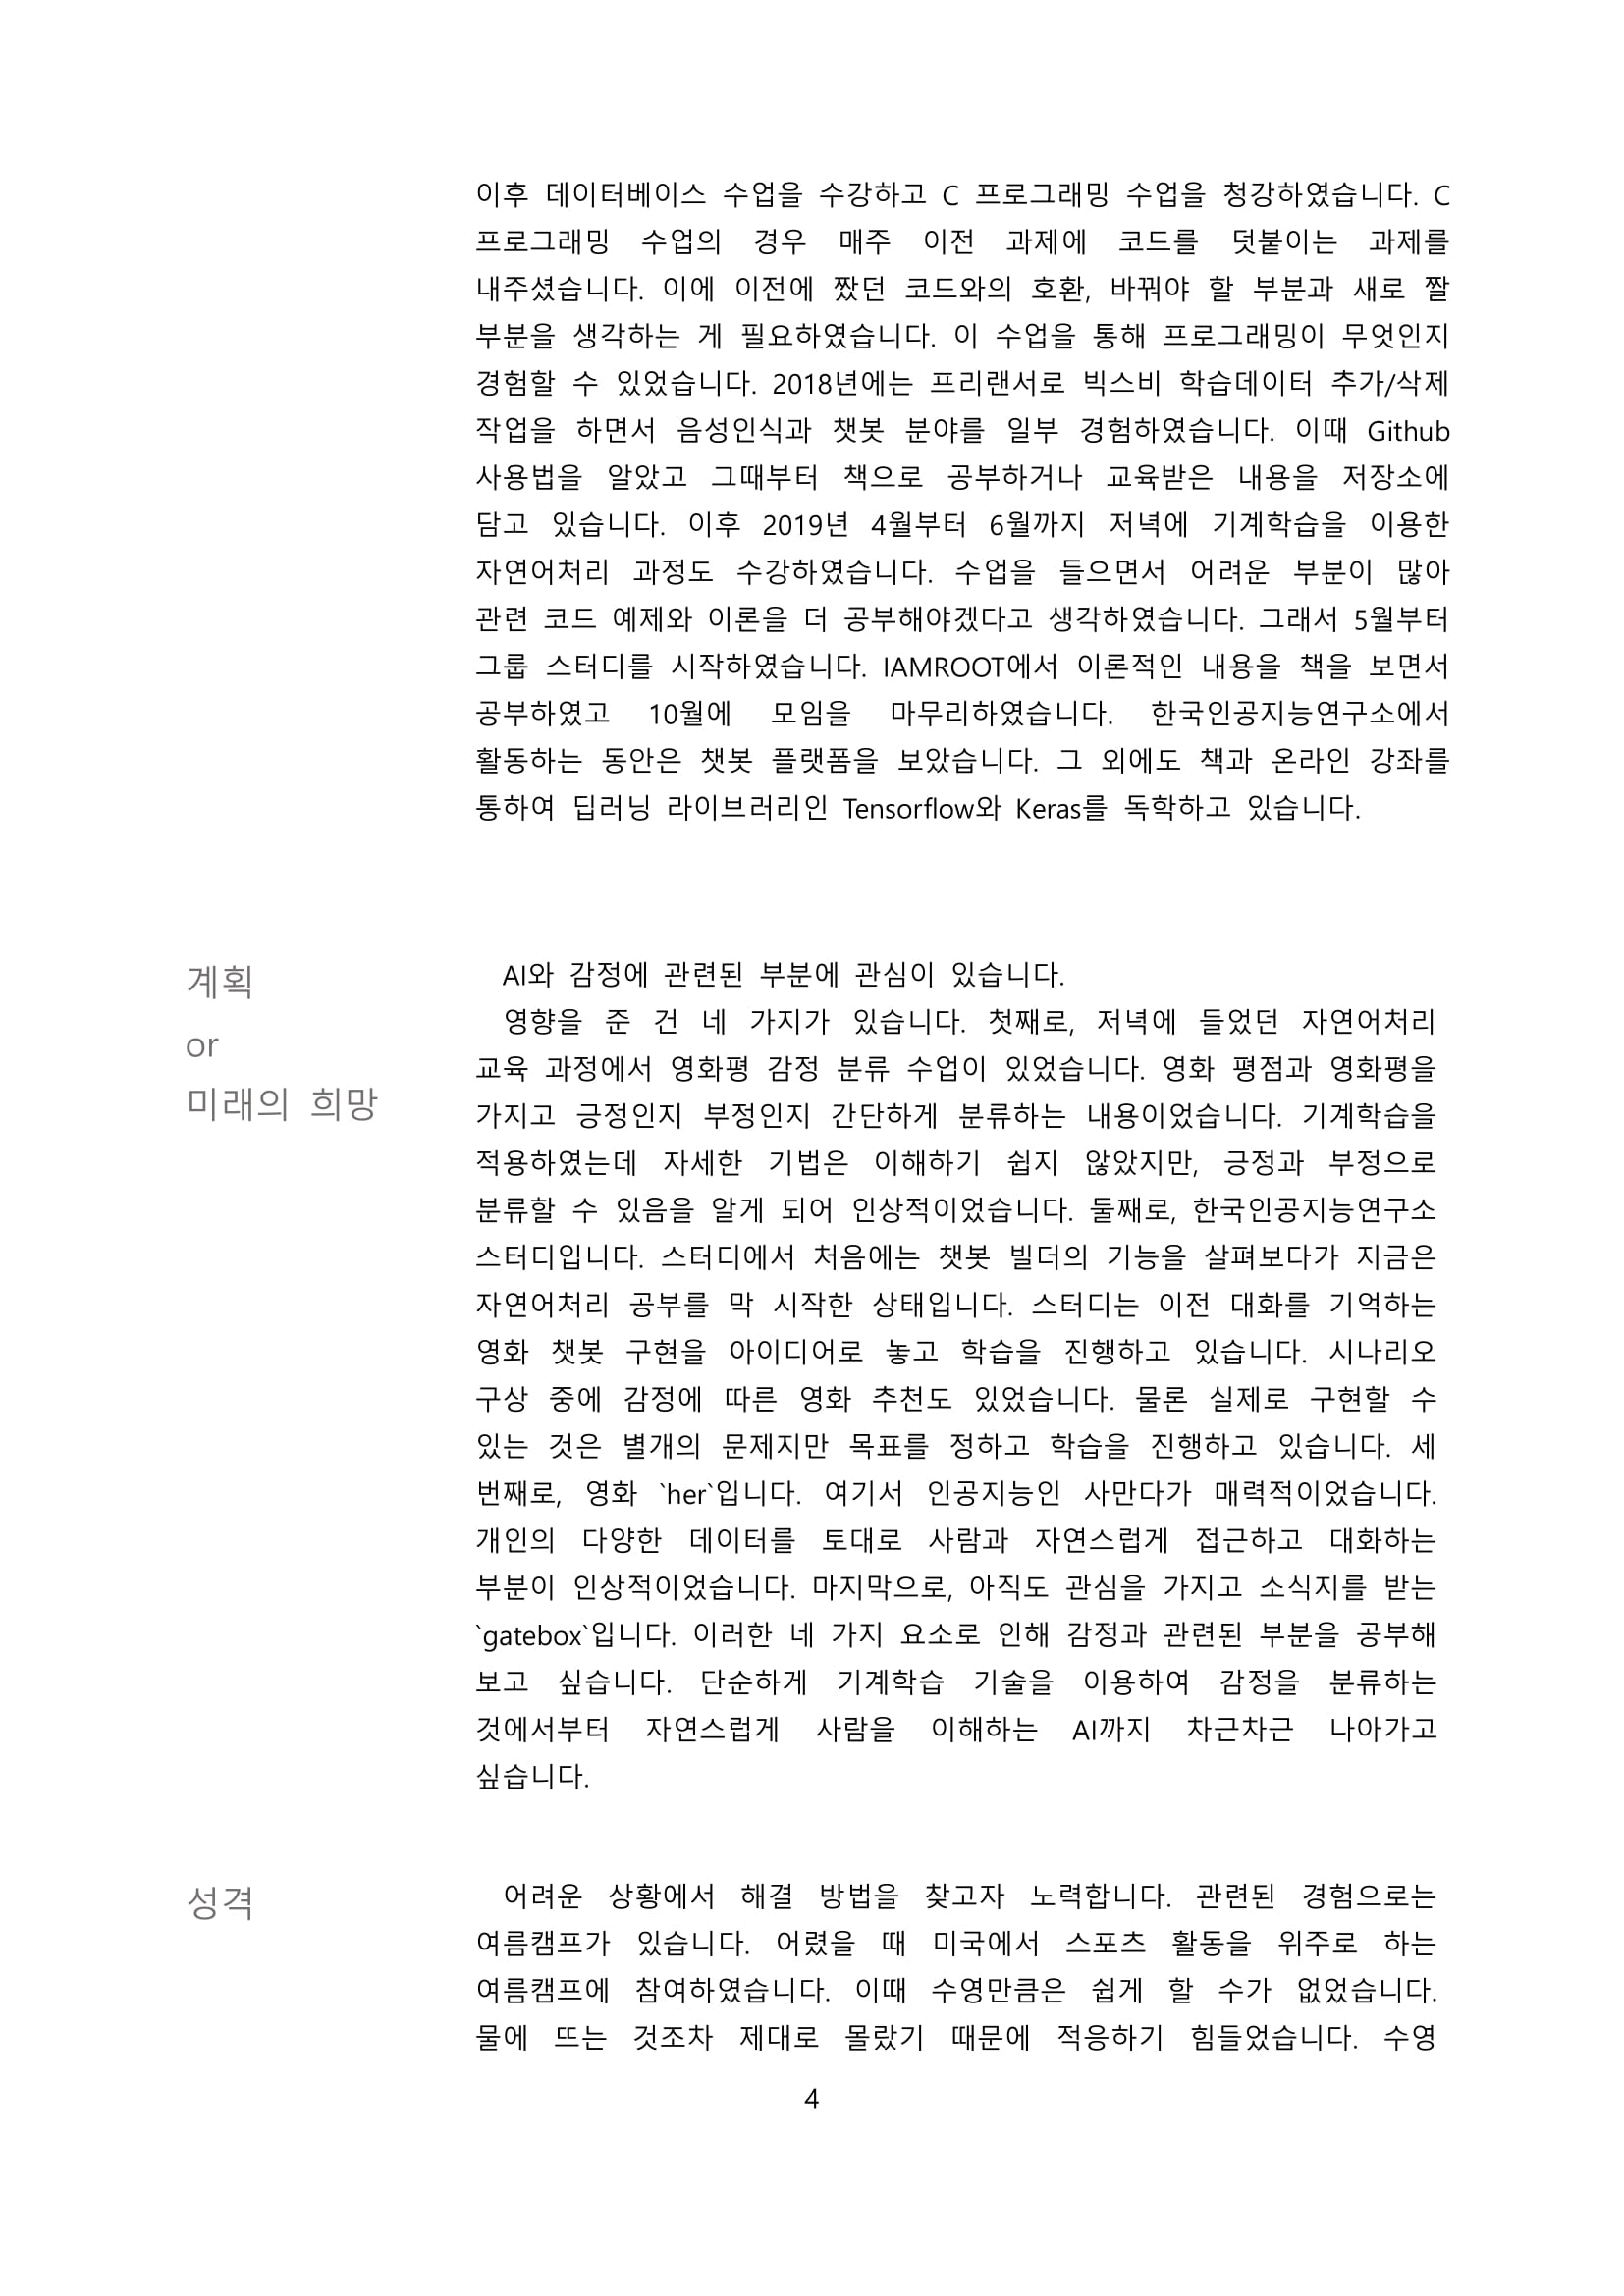 이후 데이터베이스 수업을 수강하고 C 프로그래밍 수업을 청강하였습니다. C
프로그래밍 수업의 경우 매주 이전 과제에 코드를 덧붙이는 과제를
내주셨습니다. 이에 이전에 짰던 코드와의 호환, 바꿔야 할 부분과 새로 짤
부분을 생각하는 게 필요하였습니다. 이 수업을 통해 프로그래밍이 무엇인지
경험할 수 있었습니다. 2018년에는 프리랜서로 빅스비 학습데이터 추가/삭제
작업을 하면서 음성인식과 챗봇 분야를 일부 경험하였습니다. 이때 Github
사용법을 알았고 그때부터 책으로 공부하거나 교육받은 내용을 저장소에
담고 있습니다. 이후 2019년 4월부터 6월까지 저녁에 기계학습을 이용한
자연어처리 과정도 수강하였습니다. 수업을 들으면서 어려운 부분이 많아
관련 코드 예제와 이론을 더 공부해야겠다고 생각하였습니다. 그래서 5월부터
그룹 스터디를 시작하였습니다. IAMROOT에서 이론적인 내용을 책을 보면서
공부하였고 10월에 모임을 마무리하였습니다. 한국인공지능연구소에서
활동하는 동안은 챗봇 플랫폼을 보았습니다. 그 외에도 책과 온라인 강좌를
통하여 딥러닝 라이브러리인 Tensorflow와 Keras를 독학하고 있습니다.
계획
or
미래의 희망
AI와 감정에 관련된 부분에 관심이 있습니다.
영향을 준 건 네 가지가 있습니다. 첫째로, 저녁에 들었던 자연어처리
교육 과정에서 영화평 감정 분류 수업이 있었습니다. 영화 평점과 영화평을
가지고 긍정인지 부정인지 간단하게 분류하는 내용이었습니다. 기계학습을
적용하였는데 자세한 기법은 이해하기 쉽지 않았지만, 긍정과 부정으로
분류할 수 있음을 알게 되어 인상적이었습니다. 둘째로, 한국인공지능연구소
스터디입니다. 스터디에서 처음에는 챗봇 빌더의 기능을 살펴보다가 지금은
자연어처리 공부를 막 시작한 상태입니다. 스터디는 이전 대화를 기억하는
영화 챗봇 구현을 아이디어로 놓고 학습을 진행하고 있습니다. 시나리오
구상 중에 감정에 따른 영화 추천도 있었습니다. 물론 실제로 구현할 수
있는 것은 별개의 문제지만 목표를 정하고 학습을 진행하고 있습니다. 세
번째로, 영화 `her`입니다. 여기서 인공지능인 사만다가 매력적이었습니다.
개인의 다양한 데이터를 토대로 사람과 자연스럽게 접근하고 대화하는
부분이 인상적이었습니다. 마지막으로, 아직도 관심을 가지고 소식지를 받는
`gatebox`입니다. 이러한 네 가지 요소로 인해 감정과 관련된 부분을 공부해
보고 싶습니다. 단순하게 기계학습 기술을 이용하여 감정을 분류하는
것에서부터 자연스럽게 사람을 이해하는 AI까지 차근차근 나아가고
싶습니다.
성격
어려운 상황에서 해결 방법을 찾고자 노력합니다. 관련된 경험으로는
여름캠프가 있습니다. 어렸을 때 미국에서 스포츠 활동을 위주로 하는
여름캠프에 참여하였습니다. 이때 수영만큼은 쉽게 할 수가 없었습니다.
물에 뜨는 것조차 제대로 몰랐기 때문에 적응하기 힘들었습니다. 수영
4